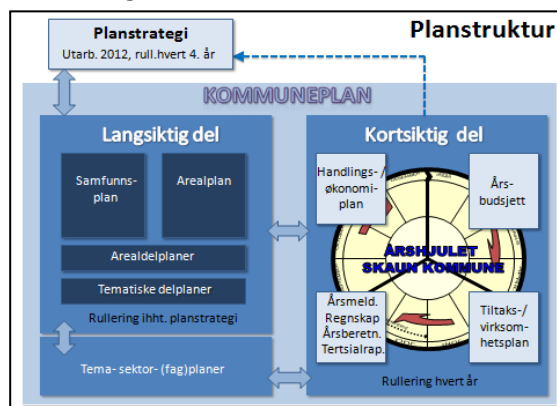 Planstruktur
Planstrategi
Utarb. 2012, rull.hvert 4. år
KOMMUNEPLAN
Langsiktig del
Samfunns-
plan
Arealplan
Arealdelplaner
Tematiske delplaner
Rullering ihht. planstrategi
Tema- sektor- (fag)planer
Kortsiktig del
Handlings-/
økonomi-
plan
Års-
budsjett
ÅRSHJULET
SKAUN KOMMUNE
Årsmeld.
Regnskap
Årsberetn.
Tertsialrap.
Tiltaks-/
virksom-
hetsplan
Rullering hvert år